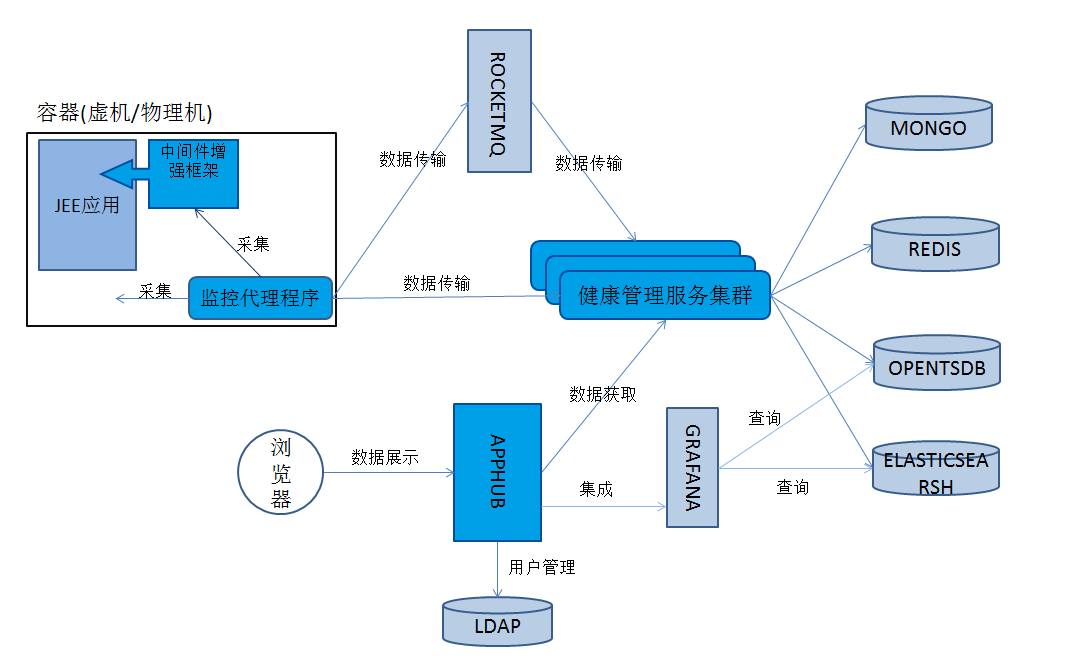 容器(虚机/物理机)
JEE应用
中间件增
强框架
采集
采集
监控代理程序
数据传输
ROCKETMQ
数据传输
数据传输
健康管理服务集群
MONGO
REDIS
OPENTSDB
ELASTICSEA
RSH
数据获取
查询
查询
GRAFANA
集成
APPHUB
数据展示
浏
览
器
用户管理
LDAP